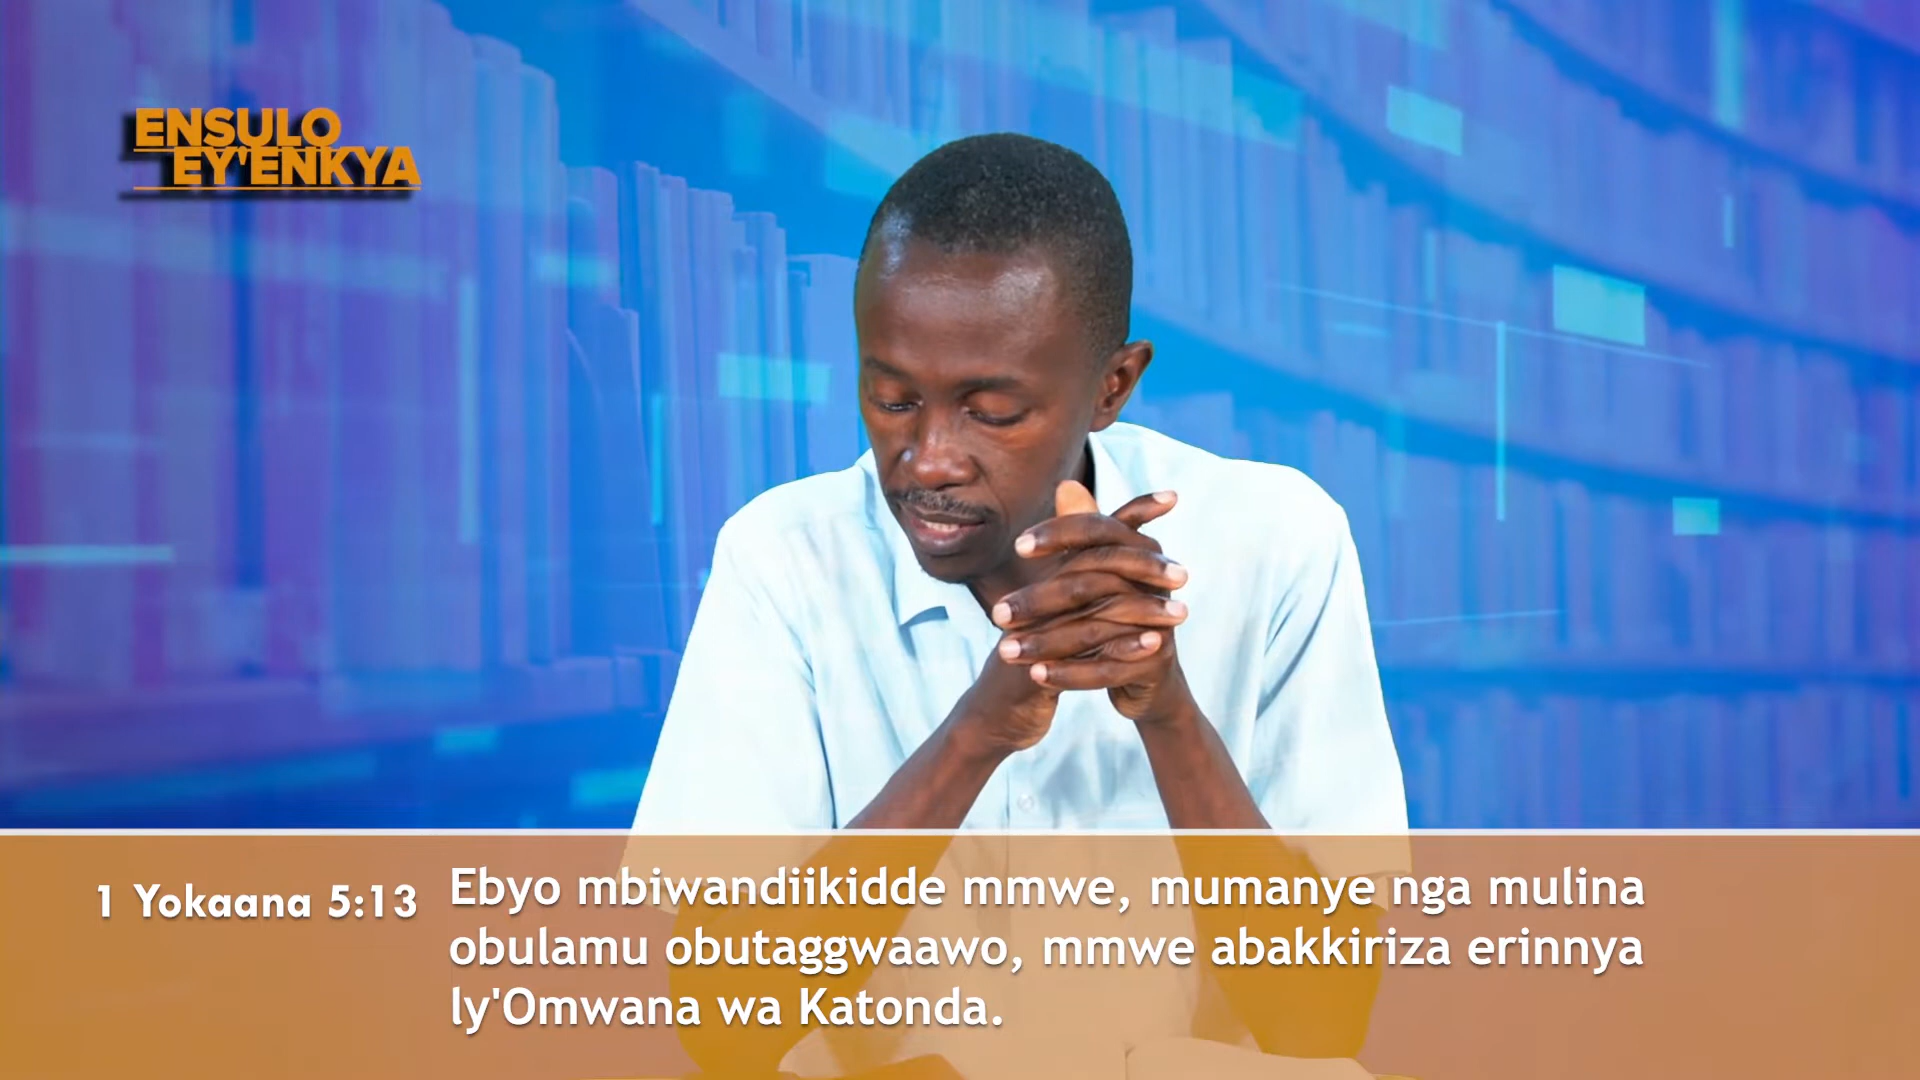 ENSULO
EY'ENKYA
1 Yokaana 5:13
Ebyo mbiwandiikidde mmwe, mumanye nga mulina
obulamu obutaggwaawo, mmwe abakkiriza erinnya
ly'Omwana wa Katonda.